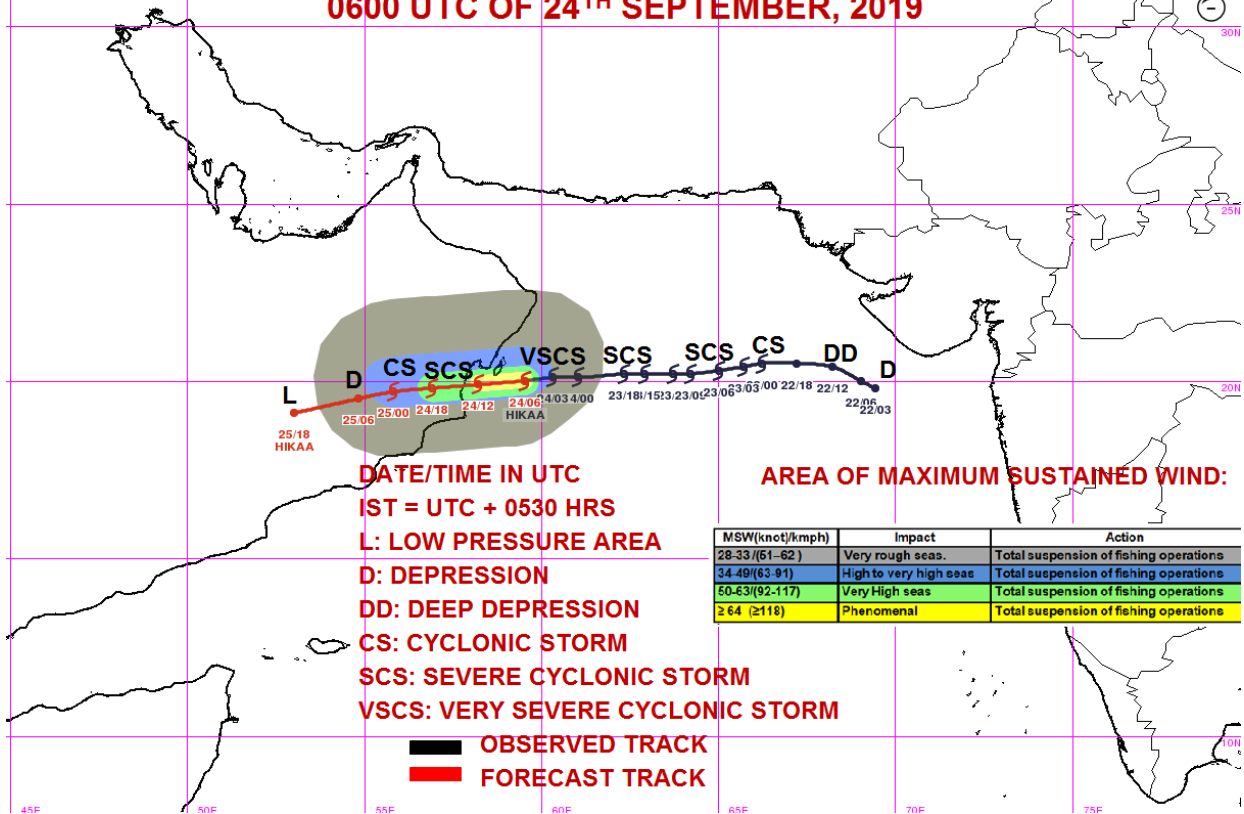 0600 UTC OF 24TH SEPTEMBER, 2019
30N
25N
CS
VSCS
SCS
SCS
CS
DD
D
20N
L
D
CS
SCS
25/18
HIKAA
25/06
25/00
24/18
24/12
24/06
HIKAA
24/00
23/18
23/09
23/06
23/03
22/18
22/12
22/06
22/03
DATE/TIME IN UTC
IST = UTC + 0530 HRS
L: LOW PRESSURE AREA
D: DEPRESSION
DD: DEEP DEPRESSION
CS: CYCLONIC STORM
SCS: SEVERE CYCLONIC STORM
VSCS: VERY SEVERE CYCLONIC STORM
OBSERVED TRACK
FORECAST TRACK
AREA OF MAXIMUM SUSTAINED WIND:
MSW(knot)/kmph) Impact Action
28-33/(51–62 ) Very rough seas. Total suspension of fishing operations
34-49/(63-91) High to very high seas Total suspension of fishing operations
50-63/(92-117) Very High seas Total suspension of fishing operations
≥ 64 (≥118) Phenomenal Total suspension of fishing operations
10N
45E 50E 55E 60E 65E 70E 75E